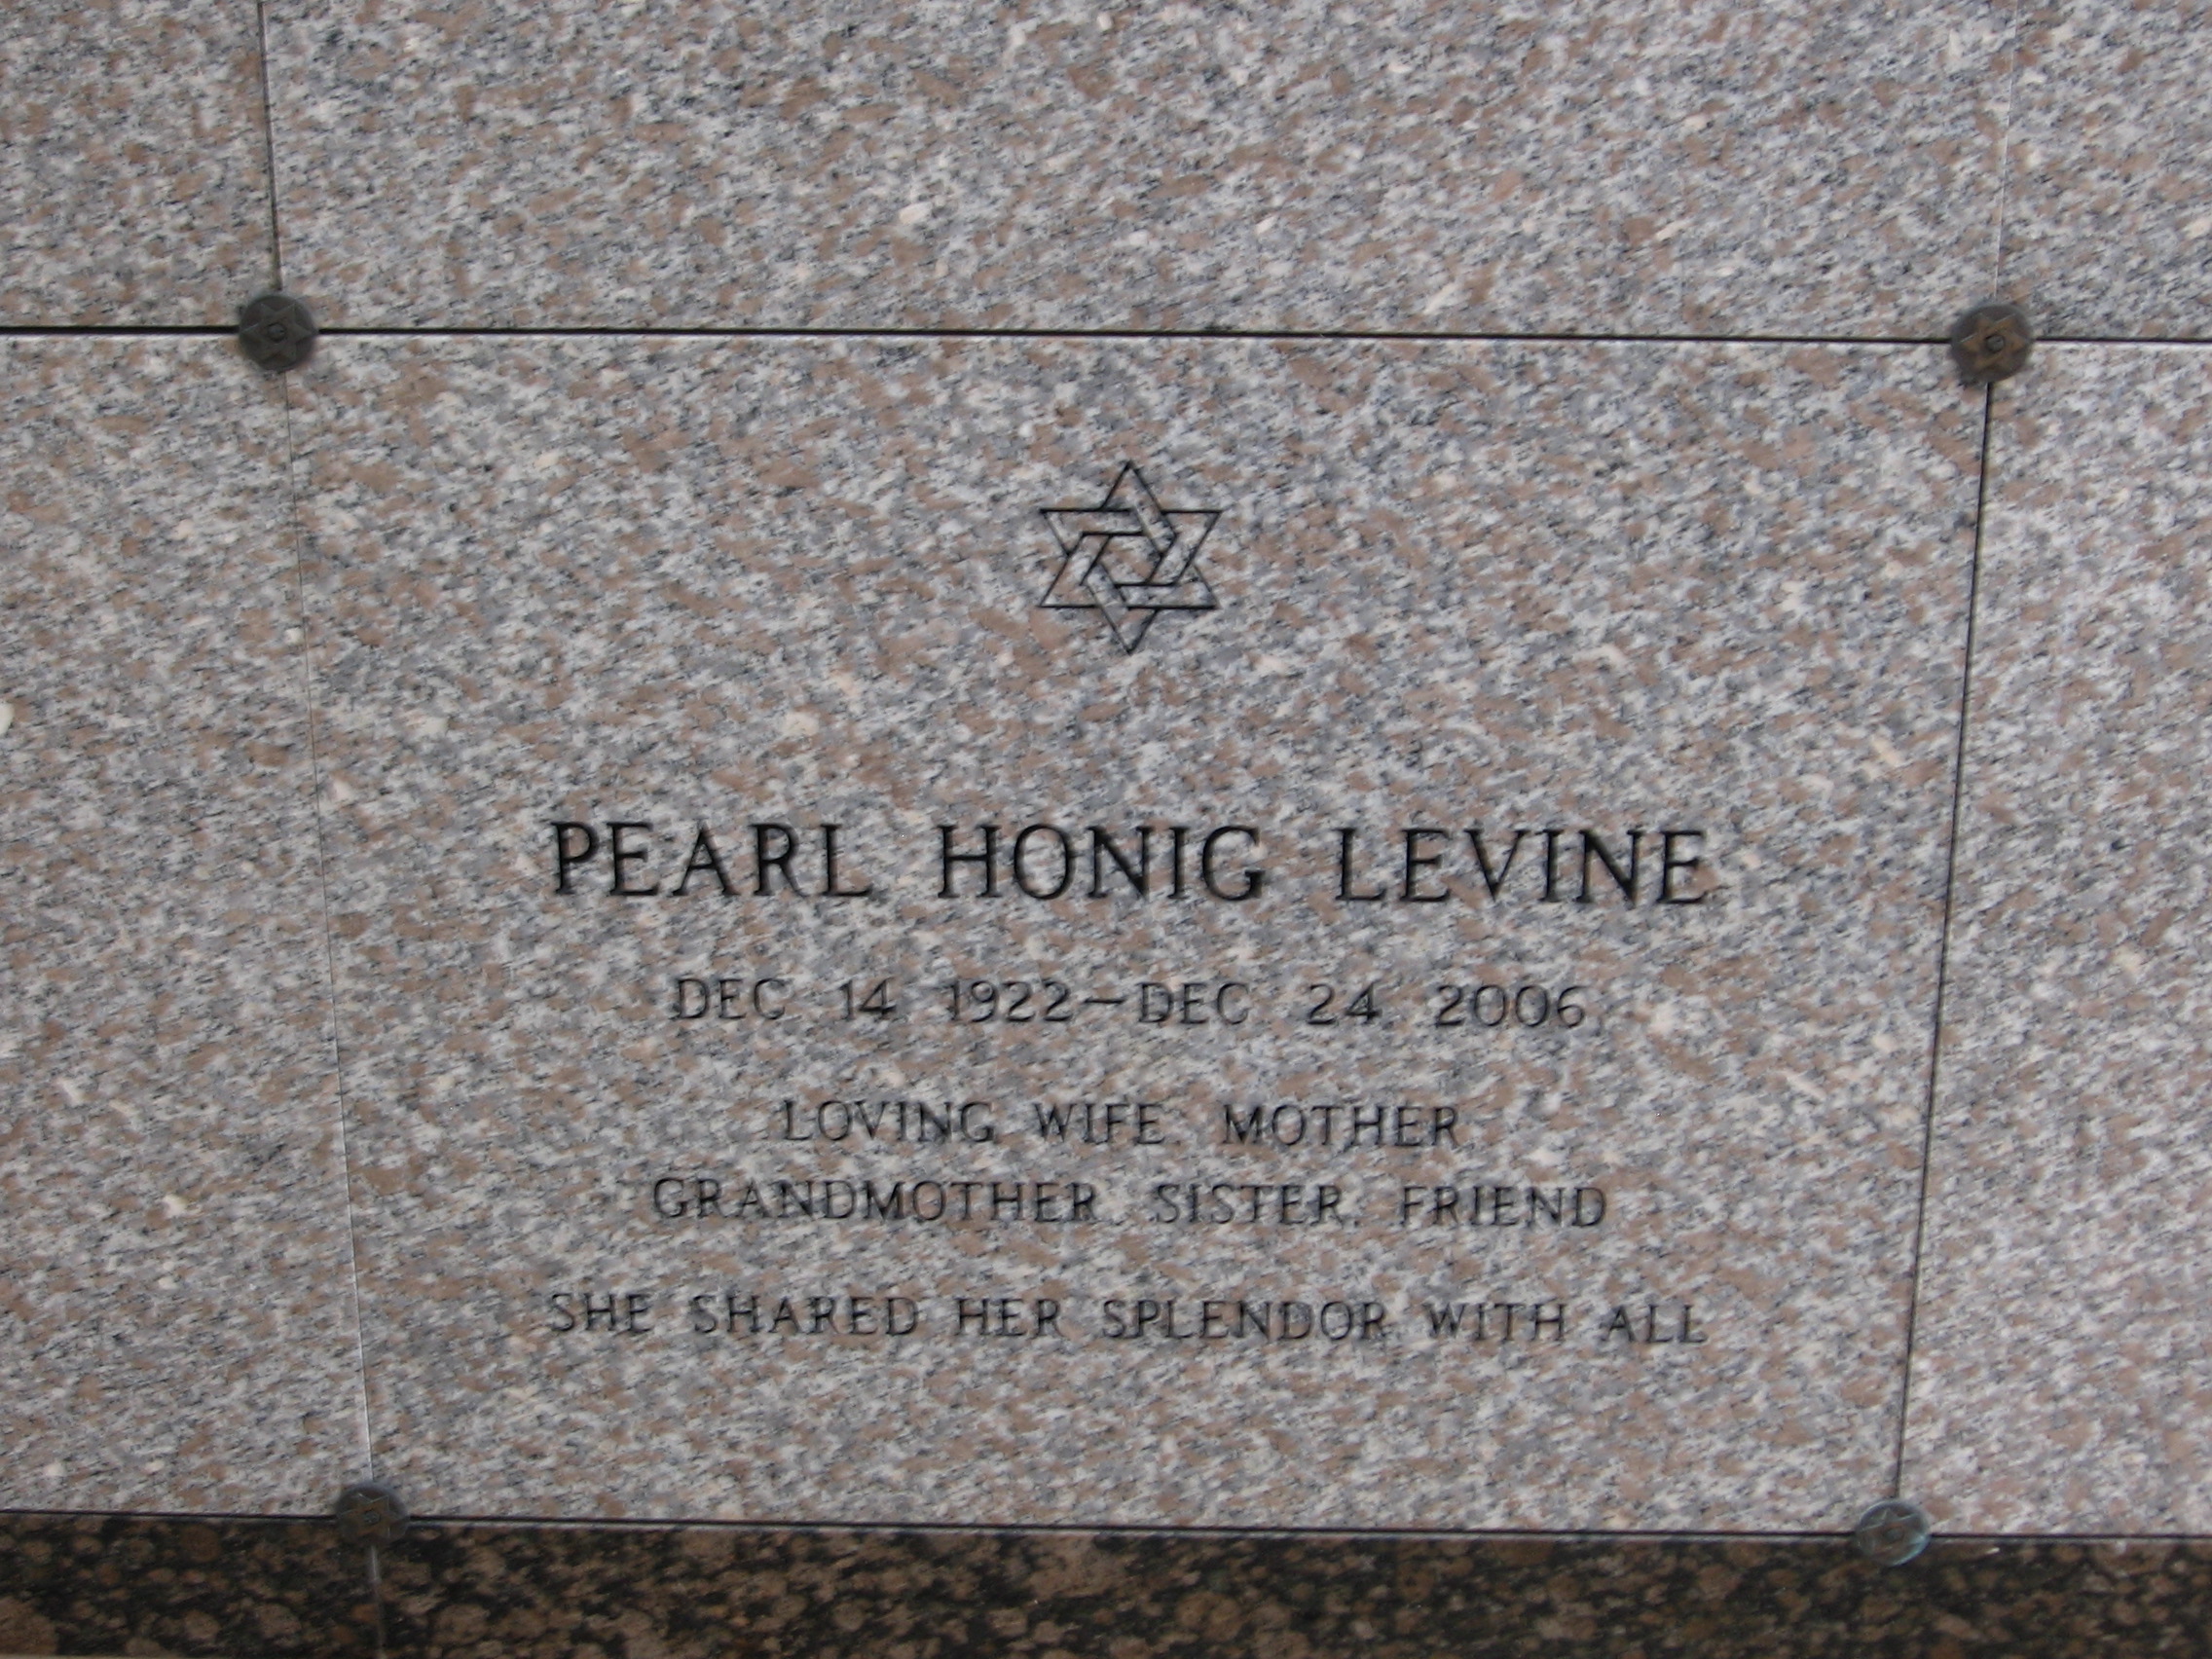 PEARL HONIG LEVINE
DEC 14 1922–DEC 24 2006
LOVING WIFE, MOTHER
GRANDMOTHER, SISTER, FRIEND
SHE SHARED HER SPLENDOR WITH ALL